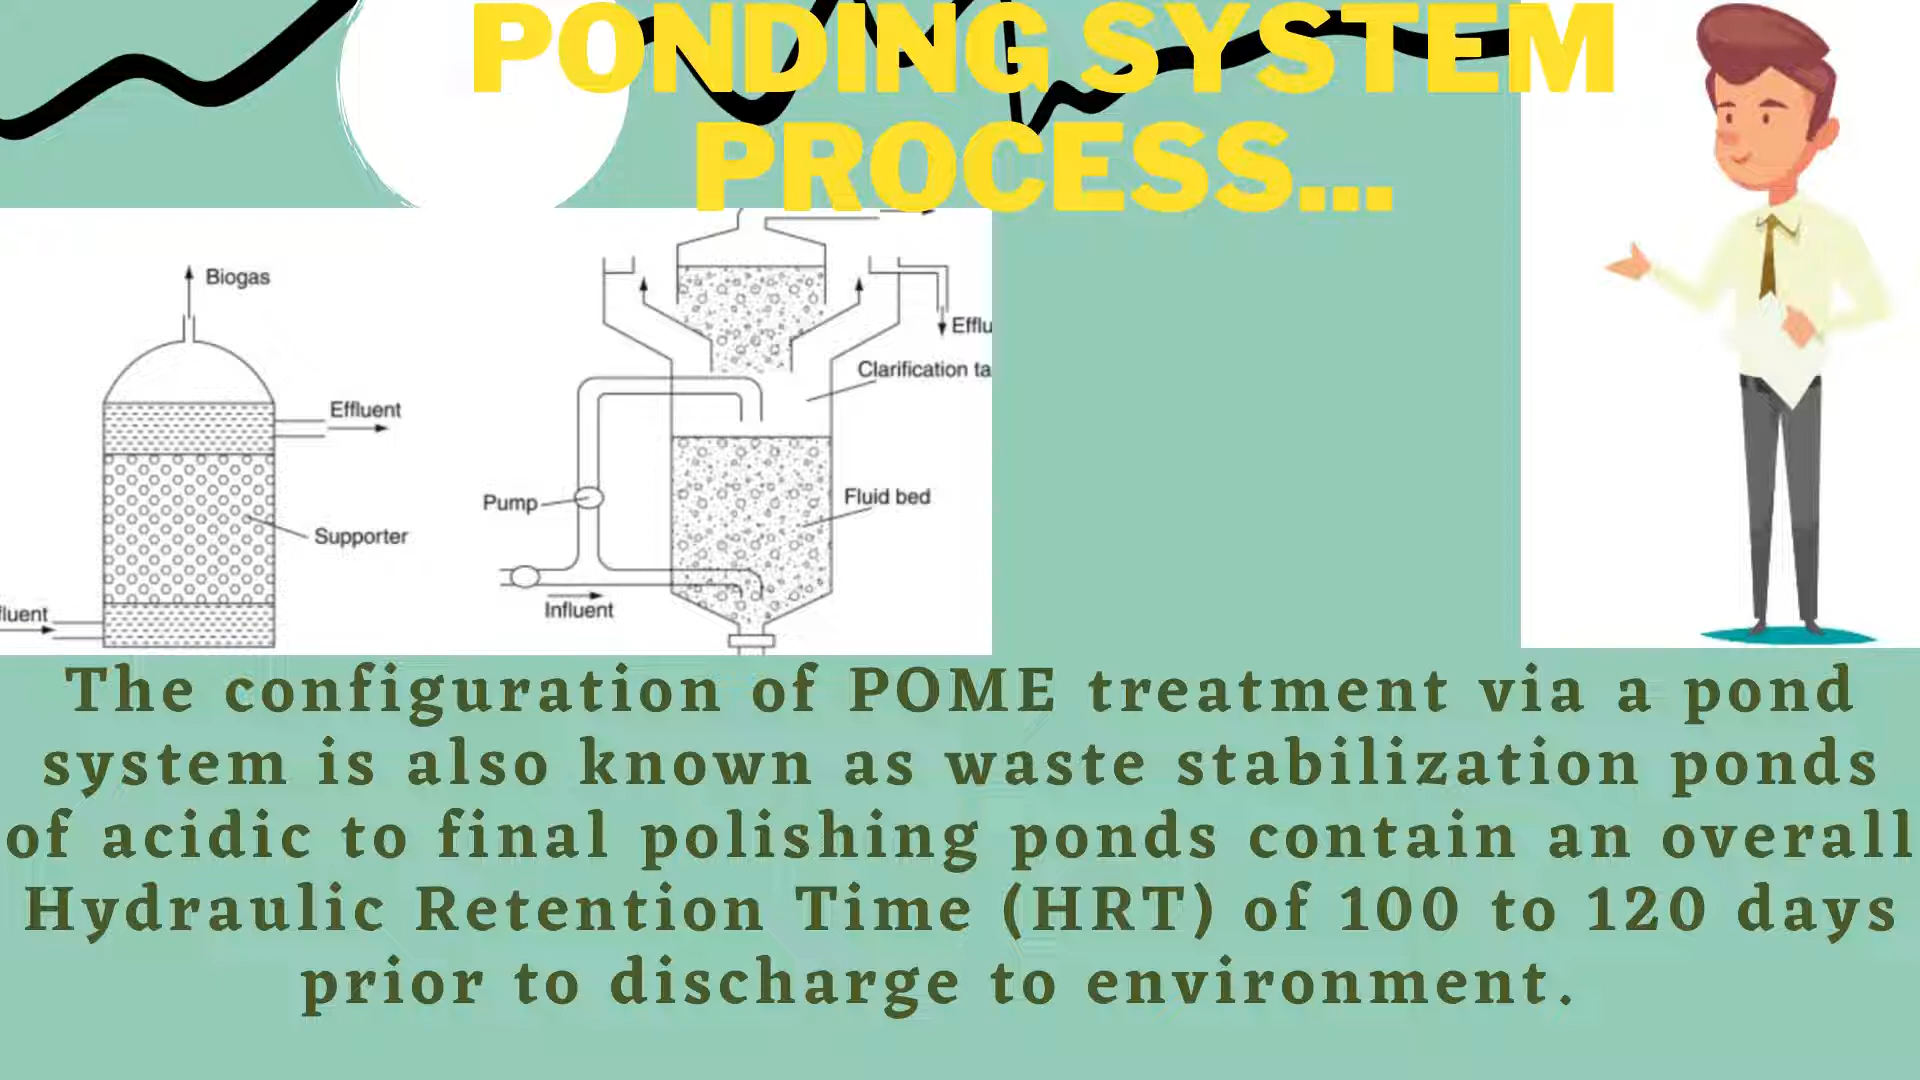 PONDING SYSTEM
PROCESS...
Biogas
Effluent
Supporter
fluent
Efflu
Clarification ta
Pump
Fluid bed
Influent
The configuration of POME treatment via a pond
system is also known as waste stabilization ponds
of acidic to final polishing ponds contain an overall
Hydraulic Retention Time (HRT) of 100 to 120 days
prior to discharge to environment.